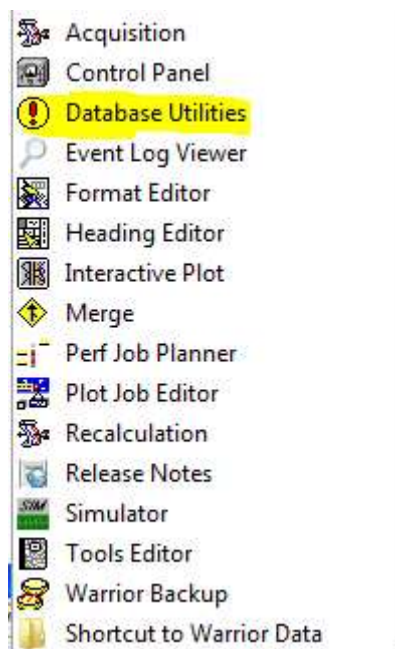 Acquisition
Control Panel
Database Utilities
Event Log Viewer
Format Editor
Heading Editor
Interactive Plot
Merge
Perf Job Planner
Plot Job Editor
Recalculation
Release Notes
SIM
Simulator
Tools Editor
Warrior Backup
Shortcut to Warrior Data